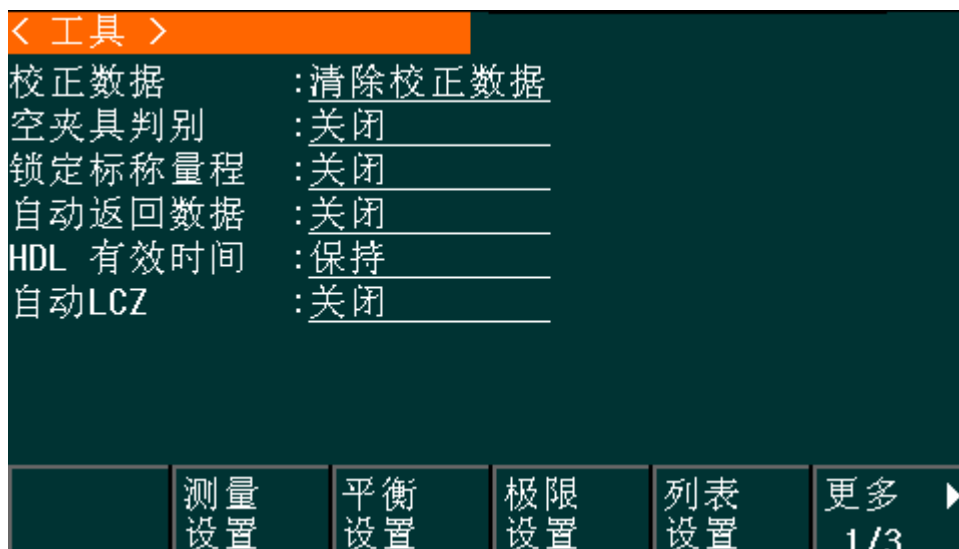 < 工具 >
校正数据 :清除校正数据
空夹具判别 :关闭
锁定标称量程 :关闭
自动返回数据 :关闭
HDL 有效时间 :保持
自动LCZ :关闭
测量设置
平衡设置
极限设置
列表设置
更多 1/3